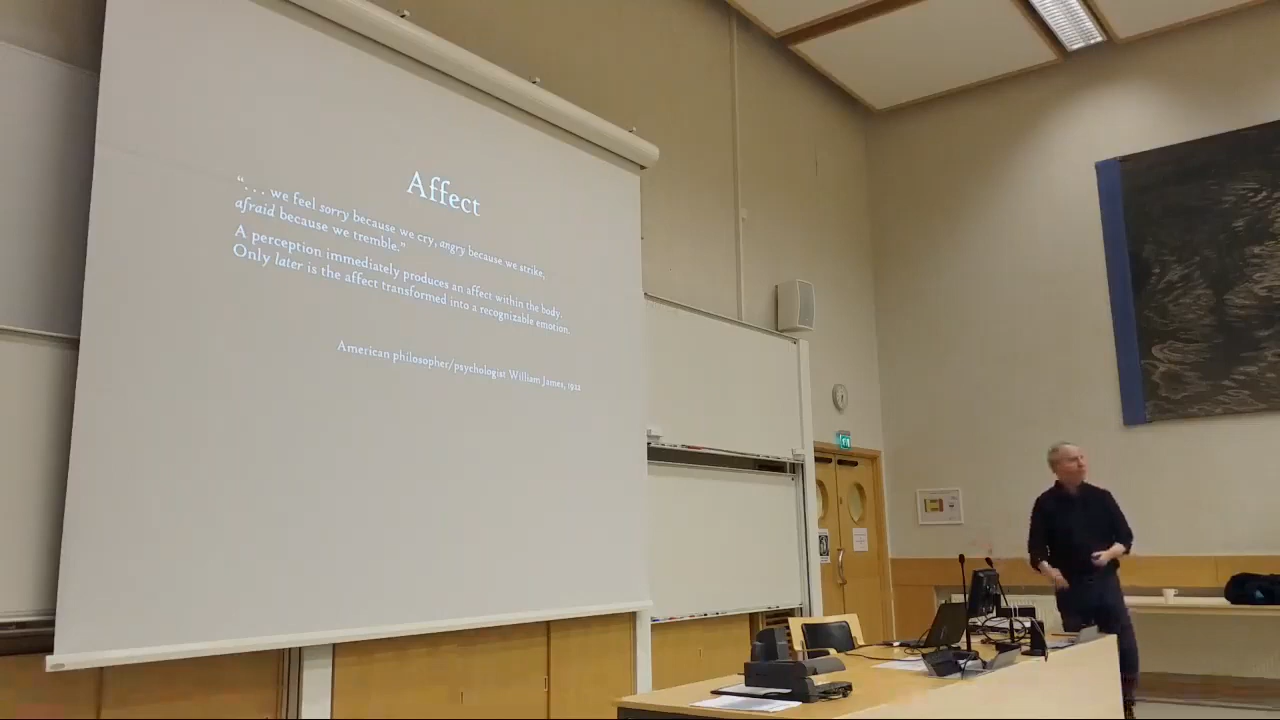 Affect
“. . . we feel sorry because we cry, angry because we strike,
afraid because we tremble.”
A perception immediately produces an affect within the body.
Only later is the affect transformed into a recognizable emotion.
American philosopher/psychologist William James, 1922